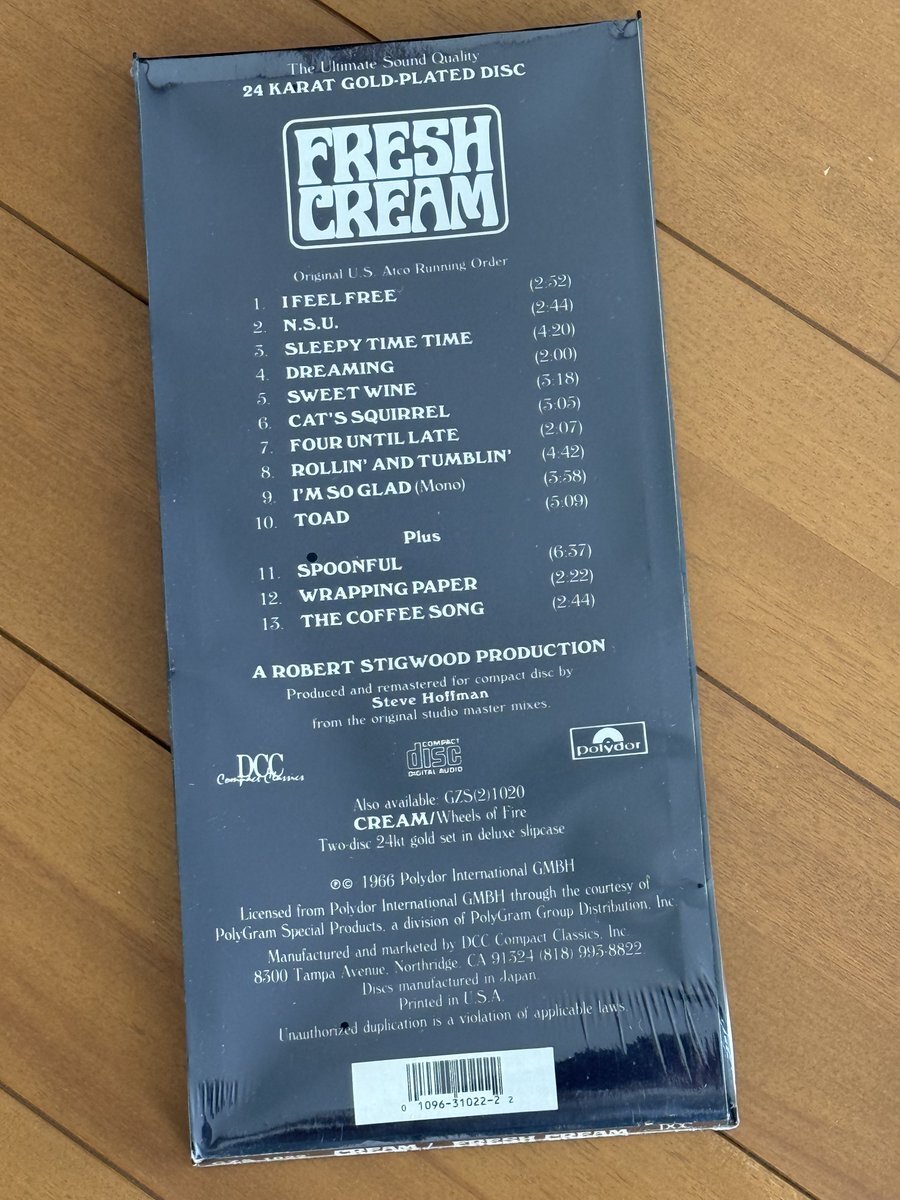 The Ultimate Sound Quality
24 KARAT GOLD-PLATED DISC
FRESH
CREAM
Original U.S. Atco Running Order
1. I FEEL FREE (2:52)
2. N.S.U. (2:44)
3. SLEEPY TIME TIME (4:20)
4. DREAMING (2:00)
5. SWEET WINE (3:18)
6. CAT'S SQUIRREL (3:05)
7. FOUR UNTIL LATE (2:07)
8. ROLLIN' AND TUMBLIN' (4:42)
9. I'M SO GLAD (Mono) (3:58)
10. TOAD (5:09)
Plus
11. SPOONFUL (6:37)
12. WRAPPING PAPER (2:22)
13. THE COFFEE SONG (2:44)
A ROBERT STIGWOOD PRODUCTION
Produced and remastered for compact disc by
Steve Hoffman
from the original studio master mixes.
DCC
Compact Classics
COMPACT
disc
DIGITAL AUDIO
polydor
Also available: GZS(2)1020
CREAM/Wheels of Fire
Two-disc 24kt gold set in deluxe slipcase
℗© 1966 Polydor International GMBH
Licensed from Polydor International GMBH through the courtesy of
PolyGram Special Products, a division of PolyGram Group Distribution, Inc.
Manufactured and marketed by DCC Compact Classics, Inc.
8300 Tampa Avenue, Northridge, CA 91324 (818) 993-8822
Discs manufactured in Japan.
Printed in U.S.A.
Unauthorized duplication is a violation of applicable laws.
0 1096-31022-2 2
CREAM / FRESH CREAM DCC